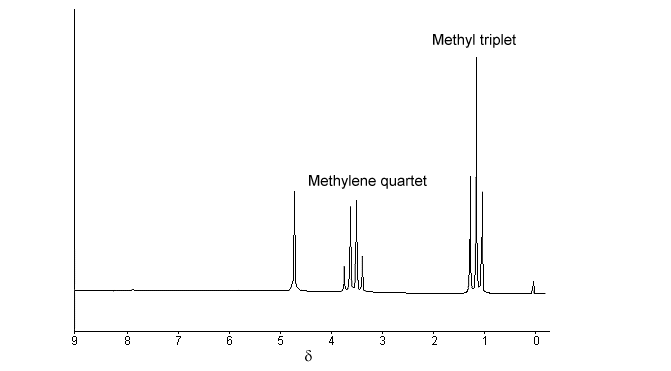 Methyl triplet
Methylene quartet
9 8 7 6 5 4 3 2 1 0
δ